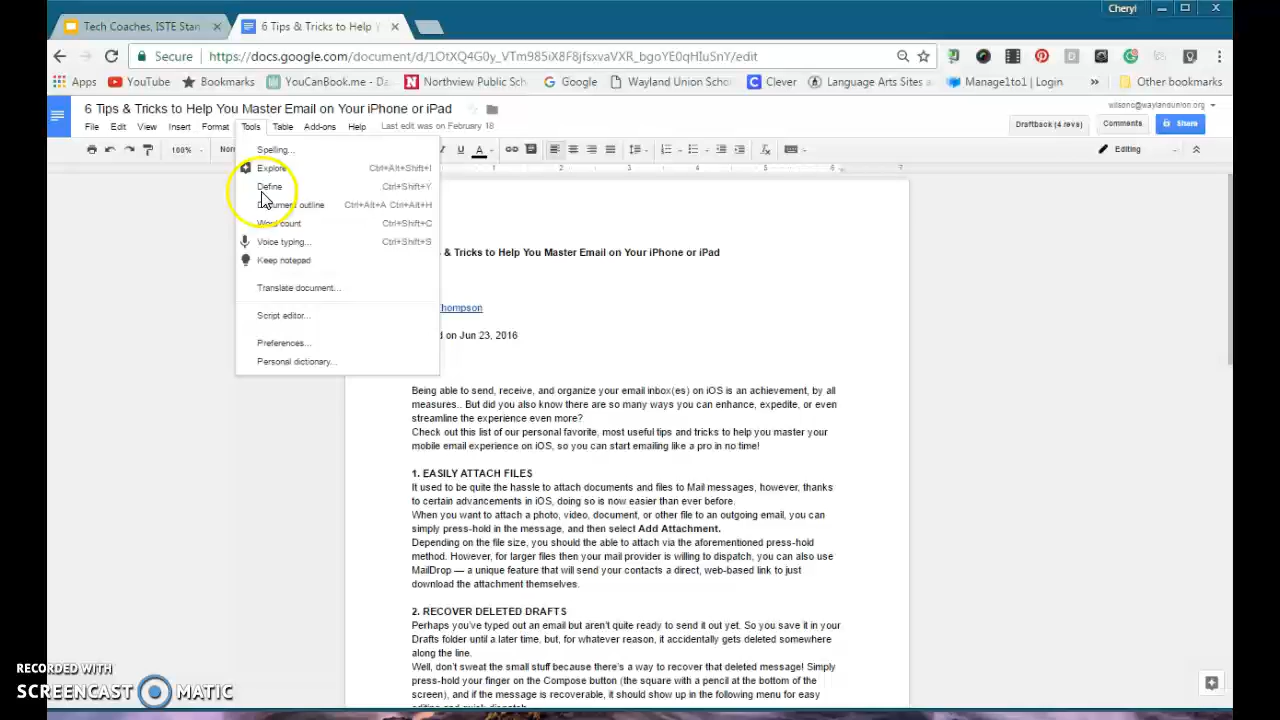 Cheryl
Tech Coaches, ISTE Stan
6 Tips & Tricks to Help Y
Secure
https://docs.google.com/document/d/1OtXQ4G0y_VTm985iX8F8jfsxvaVXR_bgoYE0qHIuSnY/edit
Apps
YouTube
Bookmarks
YouCanBook.me - Da
Northview Public Sch
Google
Wayland Union Scho
Clever
Language Arts Sites a
Manage1to1 | Login
Other bookmarks
6 Tips & Tricks to Help You Master Email on Your iPhone or iPad
wilsonc@waylandunion.org
File Edit View Insert Format Tools Table Add-ons Help
Last edit was on February 18
Draftback (4 revs)
Comments
Share
100%
Editing
Spelling...
Explore Ctrl+Alt+Shift+I
Define Ctrl+Shift+Y
Document outline Ctrl+Alt+A Ctrl+Alt+H
Word count Ctrl+Shift+C
Voice typing... Ctrl+Shift+S
Keep notepad
Translate document...
Script editor...
Preferences...
Personal dictionary...
1 2 3 4 5 6 7
& Tricks to Help You Master Email on Your iPhone or iPad
hompson
d on Jun 23, 2016
Being able to send, receive, and organize your email inbox(es) on iOS is an achievement, by all
measures.. But did you also know there are so many ways you can enhance, expedite, or even
streamline the experience even more?
Check out this list of our personal favorite, most useful tips and tricks to help you master your
mobile email experience on iOS, so you can start emailing like a pro in no time!
1. EASILY ATTACH FILES
It used to be quite the hassle to attach documents and files to Mail messages, however, thanks
to certain advancements in iOS, doing so is now easier than ever before.
When you want to attach a photo, video, document, or other file to an outgoing email, you can
simply press-hold in the message, and then select Add Attachment.
Depending on the file size, you should the able to attach via the aforementioned press-hold
method. However, for larger files then your mail provider is willing to dispatch, you can also use
MailDrop — a unique feature that will send your contacts a direct, web-based link to just
download the attachment themselves.
2. RECOVER DELETED DRAFTS
Perhaps you've typed out an email but aren't quite ready to send it out yet. So you save it in your
Drafts folder until a later time, but, for whatever reason, it accidentally gets deleted somewhere
along the line.
Well, don't sweat the small stuff because there's a way to recover that deleted message! Simply
press-hold your finger on the Compose button (the square with a pencil at the bottom of the
screen), and if the message is recoverable, it should show up in the following menu for easy
RECORDED WITH
SCREENCAST MATIC